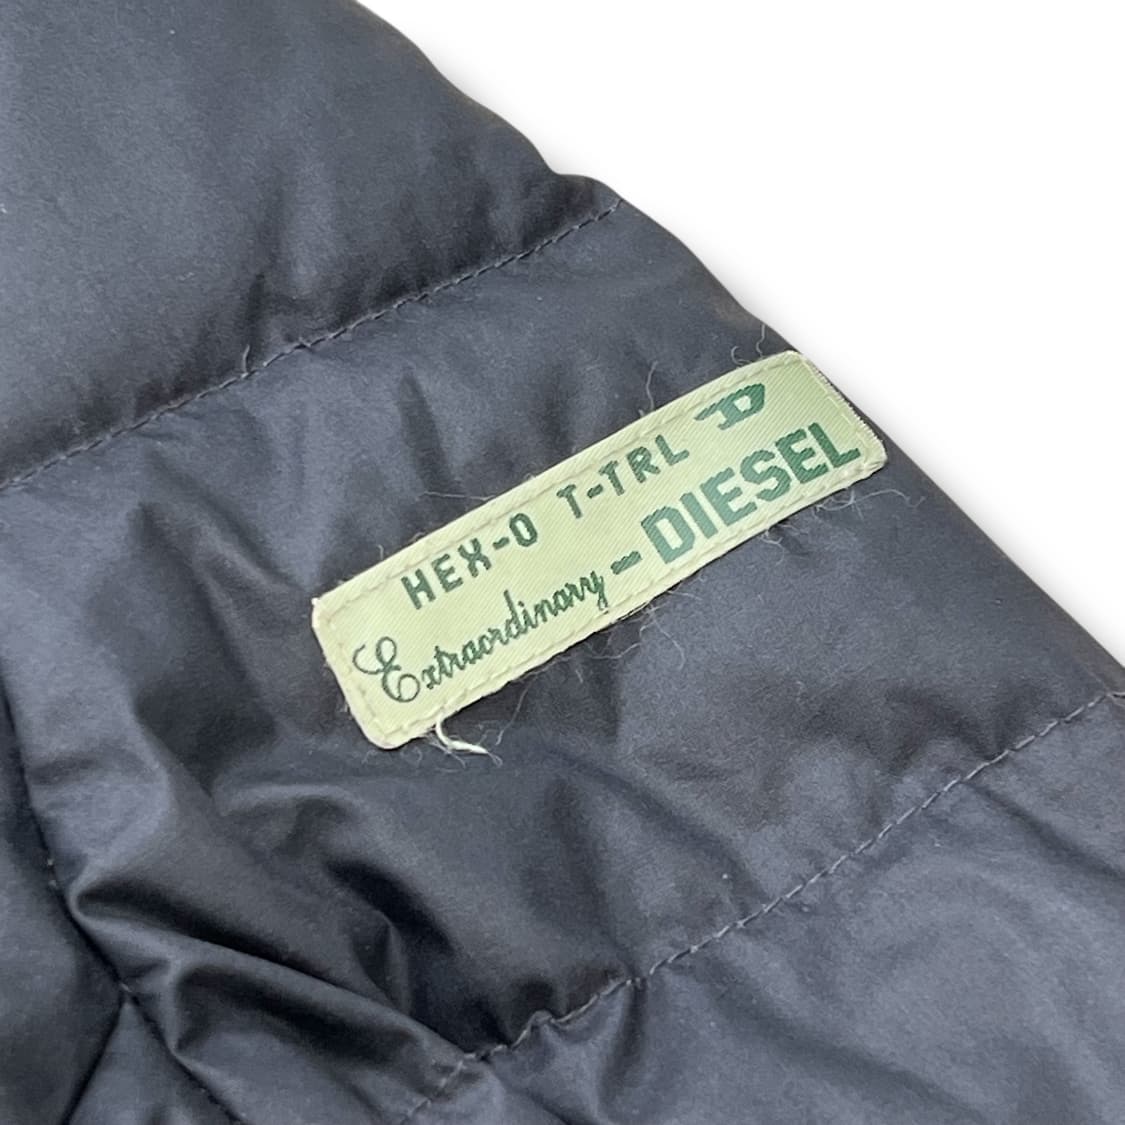 HEX-O T-TRL D
Extraordinary - DIESEL